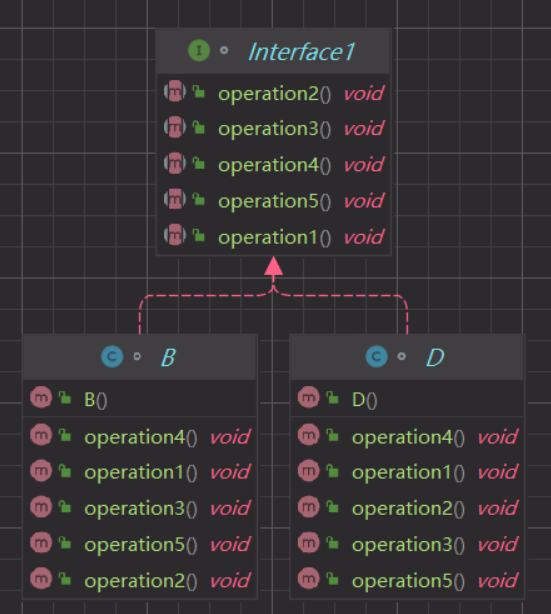 I Interface1
m operation2() void
m operation3() void
m operation4() void
m operation5() void
m operation1() void
C B
m B()
m operation4() void
m operation1() void
m operation3() void
m operation5() void
m operation2() void
C D
m D()
m operation4() void
m operation1() void
m operation2() void
m operation3() void
m operation5() void